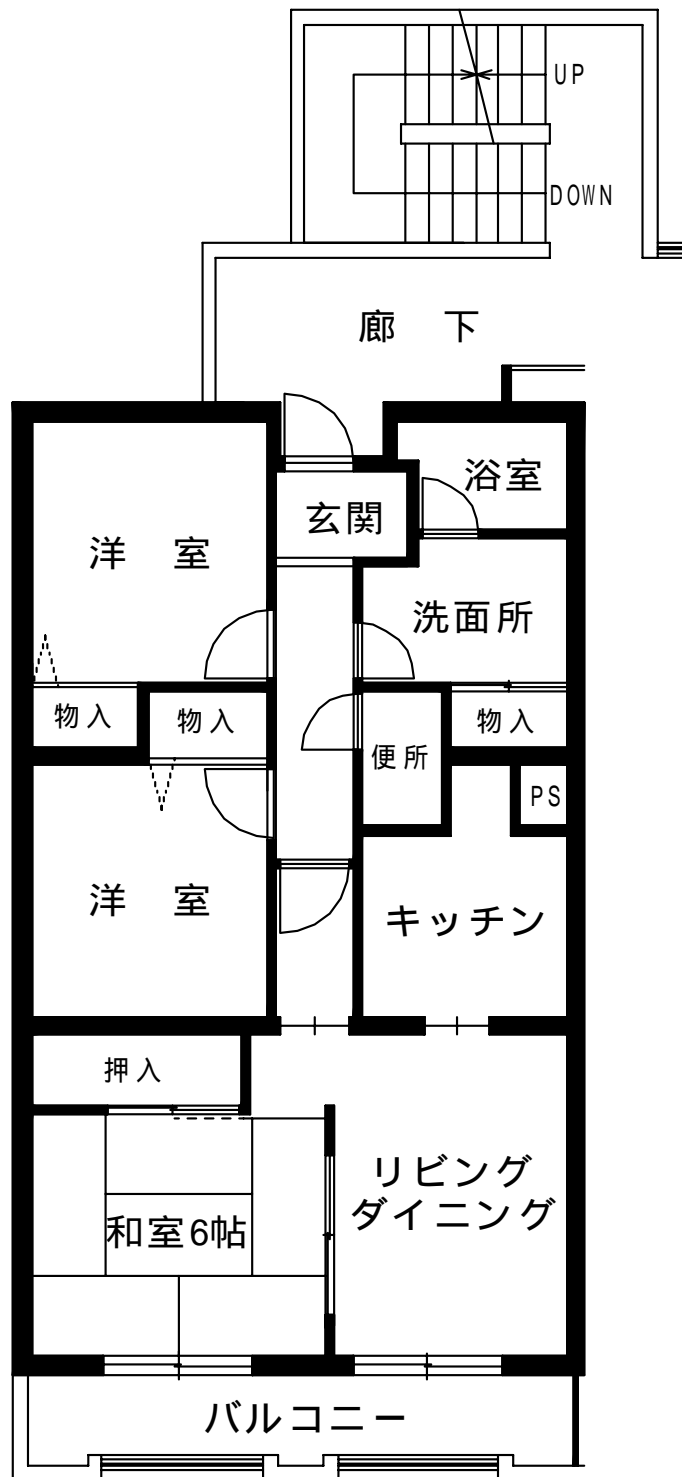 UP
DOWN
廊 下
浴室
玄関
洋 室
洗面所
物入
物入
物入
便所
PS
洋 室
キッチン
押入
リビング
ダイニング
和室6帖
バルコニー